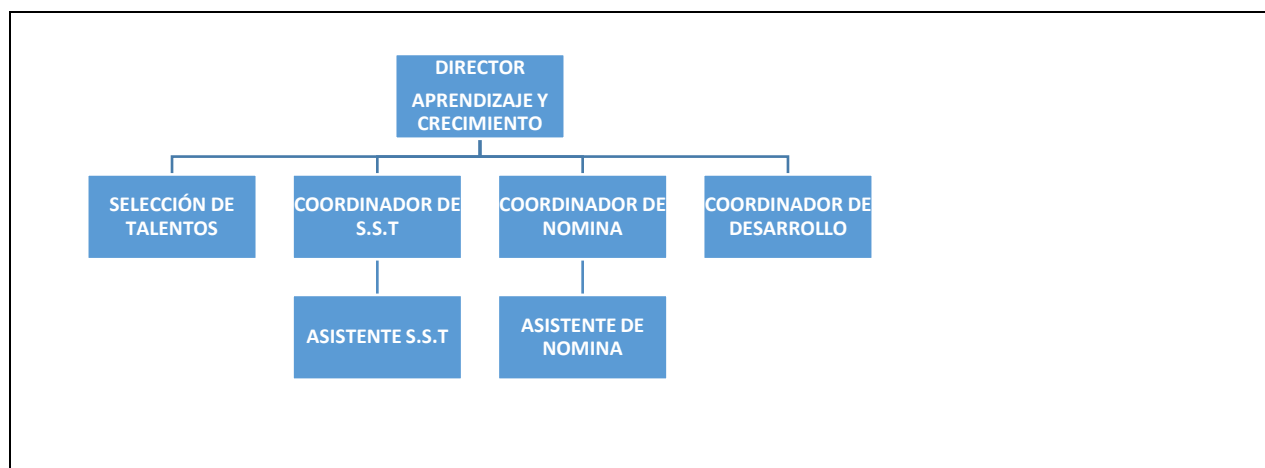 DIRECTOR
APRENDIZAJE Y
CRECIMIENTO
SELECCIÓN DE
TALENTOS
COORDINADOR DE
S.S.T
COORDINADOR DE
NOMINA
COORDINADOR DE
DESARROLLO
ASISTENTE S.S.T
ASISTENTE DE
NOMINA